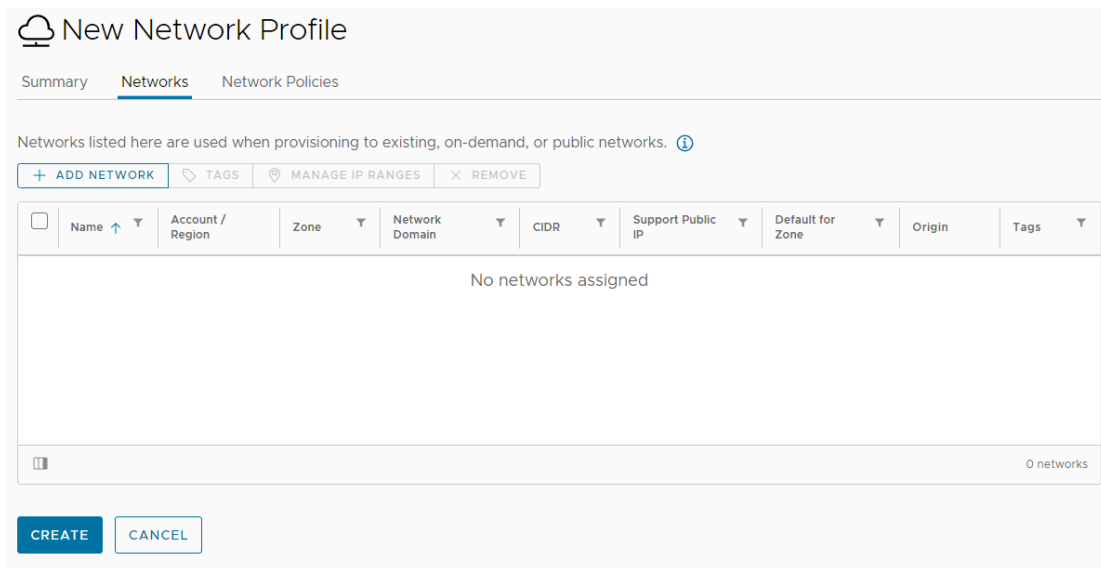 New Network Profile
Summary Networks Network Policies
Networks listed here are used when provisioning to existing, on-demand, or public networks.
ADD NETWORK TAGS MANAGE IP RANGES REMOVE
Name Account / Region Zone Network Domain CIDR Support Public IP Default for Zone Origin Tags
No networks assigned
0 networks
CREATE CANCEL